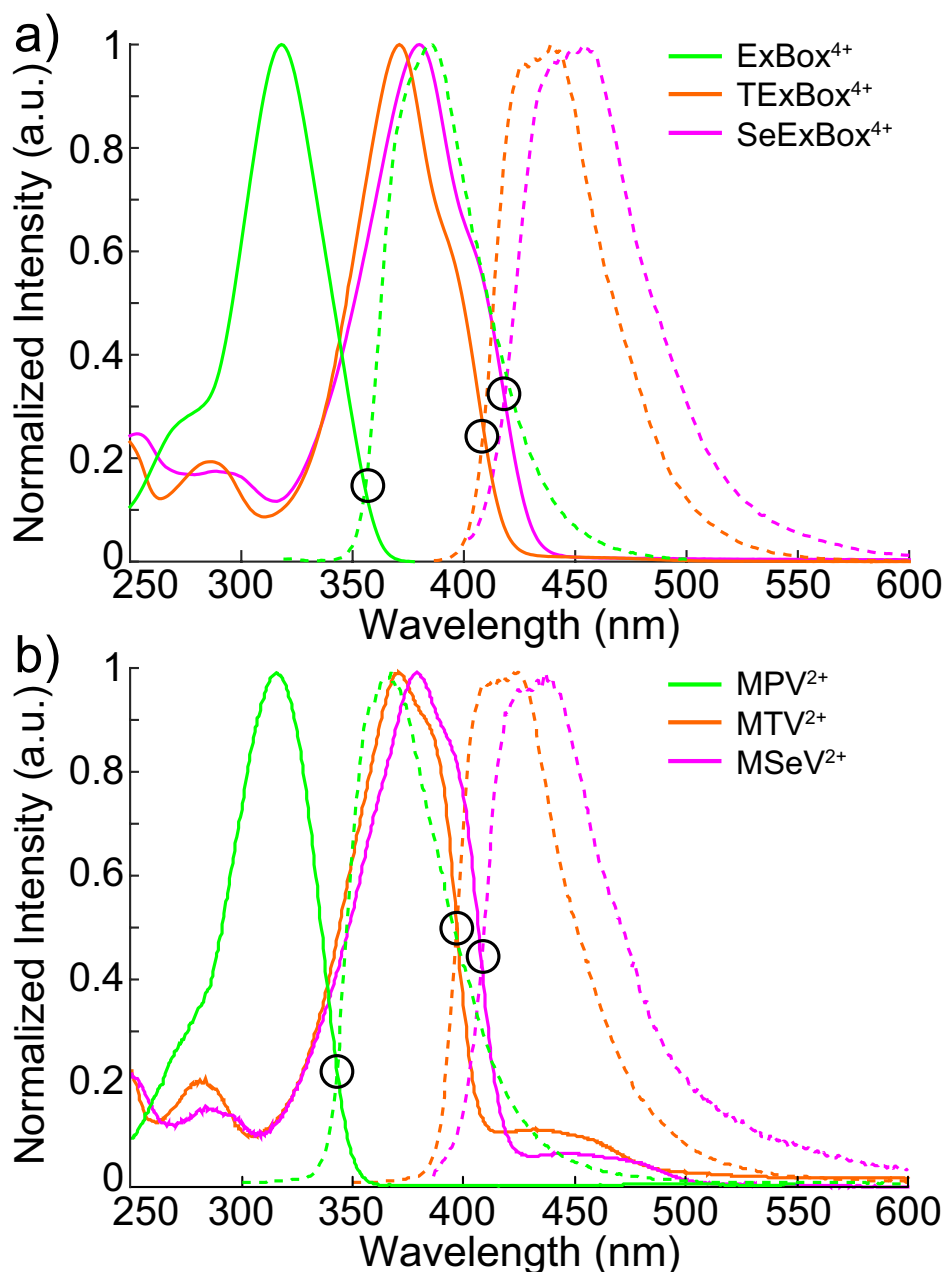 a)
Normalized Intensity (a.u.)
1
0.8
0.6
0.4
0.2
0
250 300 350 400 450 500 550 600
Wavelength (nm)
ExBox⁴⁺
TExBox⁴⁺
SeExBox⁴⁺
b)
Normalized Intensity (a.u.)
1
0.8
0.6
0.4
0.2
0
250 300 350 400 450 500 550 600
Wavelength (nm)
MPV²⁺
MTV²⁺
MSeV²⁺